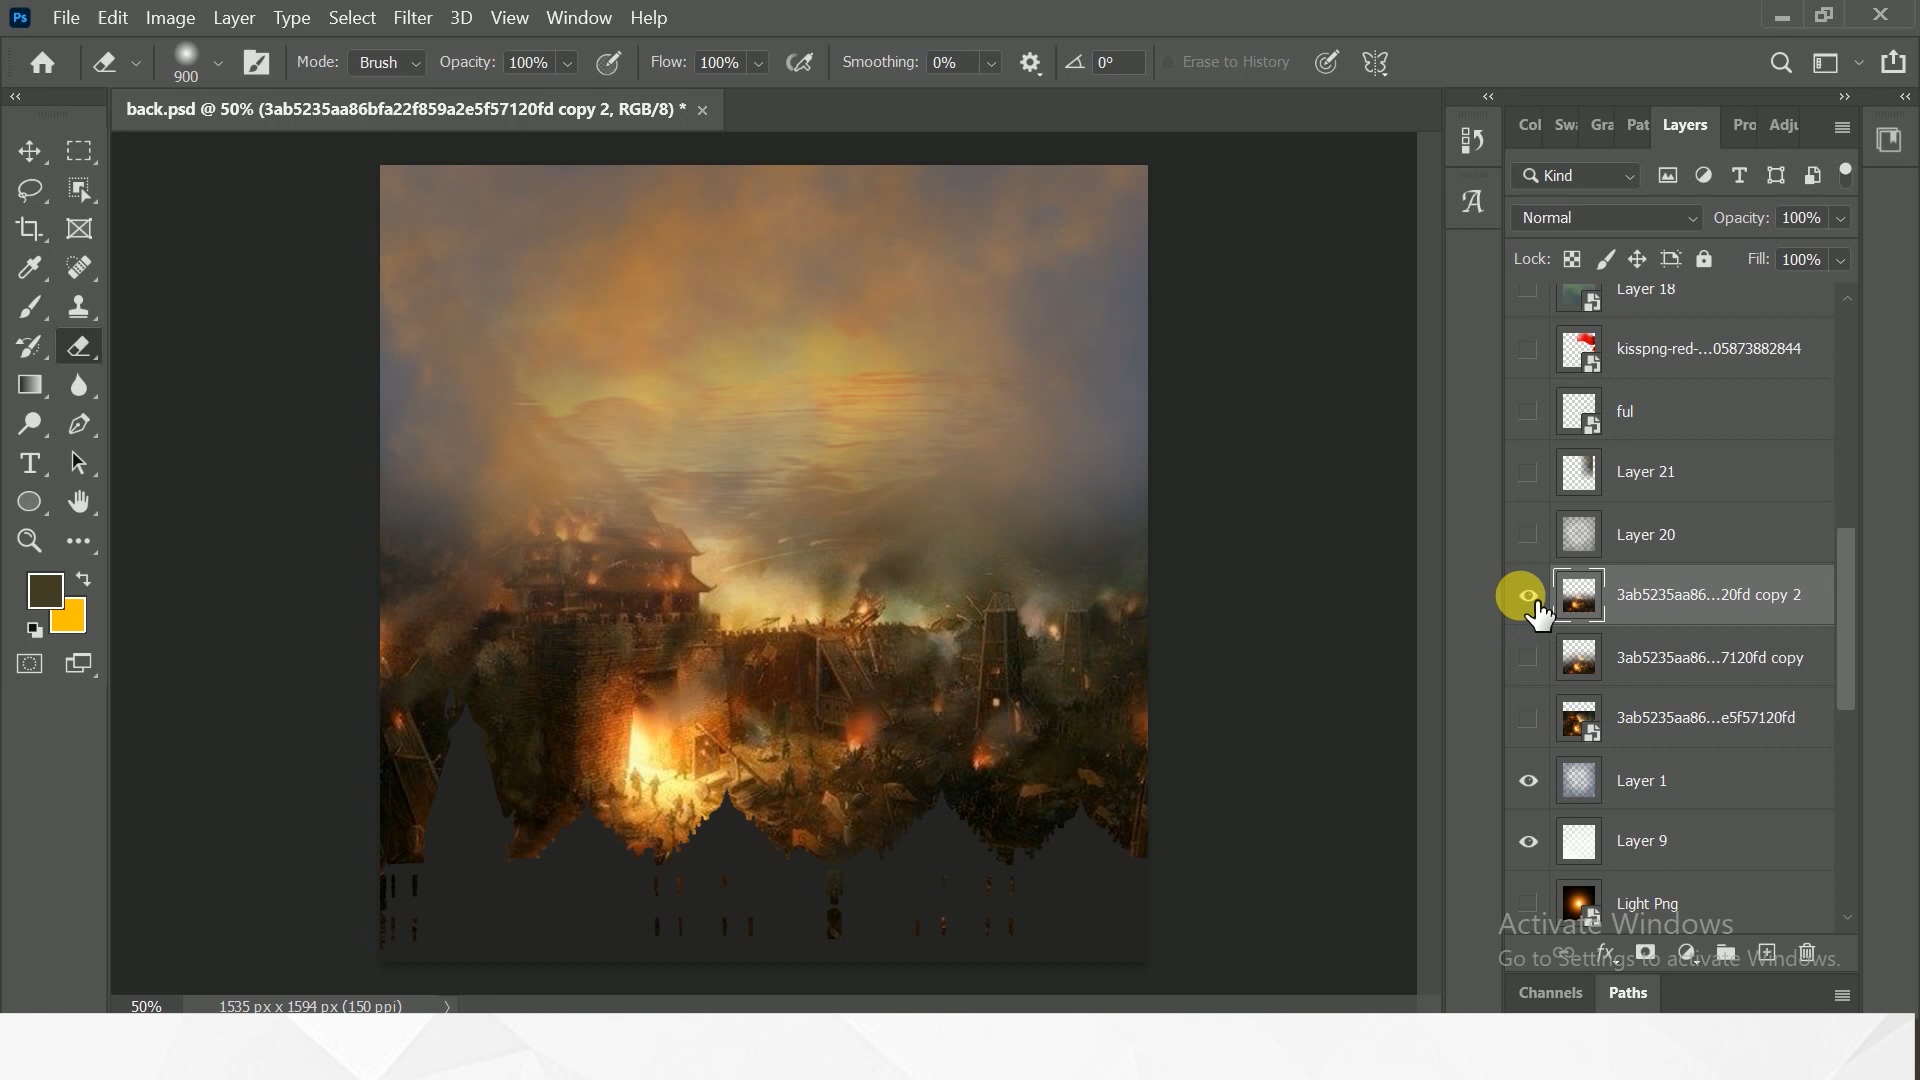 Ps File Edit Image Layer Type Select Filter 3D View Window Help
900 Mode: Brush Opacity: 100% Flow: 100% Smoothing: 0% 0° Erase to History
back.psd @ 50% (3ab5235aa86bfa22f859a2e5f57120fd copy 2, RGB/8) *
Col Swa Gra Pat Layers Pro Adju
Kind
Normal Opacity: 100%
Lock: Fill: 100%
Layer 18
kisspng-red-...05873882844
ful
Layer 21
Layer 20
3ab5235aa86...20fd copy 2
3ab5235aa86...7120fd copy
3ab5235aa86...e5f57120fd
Layer 1
Layer 9
Light Png
Activate Windows
Go to Settings to activate Windows.
Channels Paths
50% 1535 px x 1594 px (150 ppi)